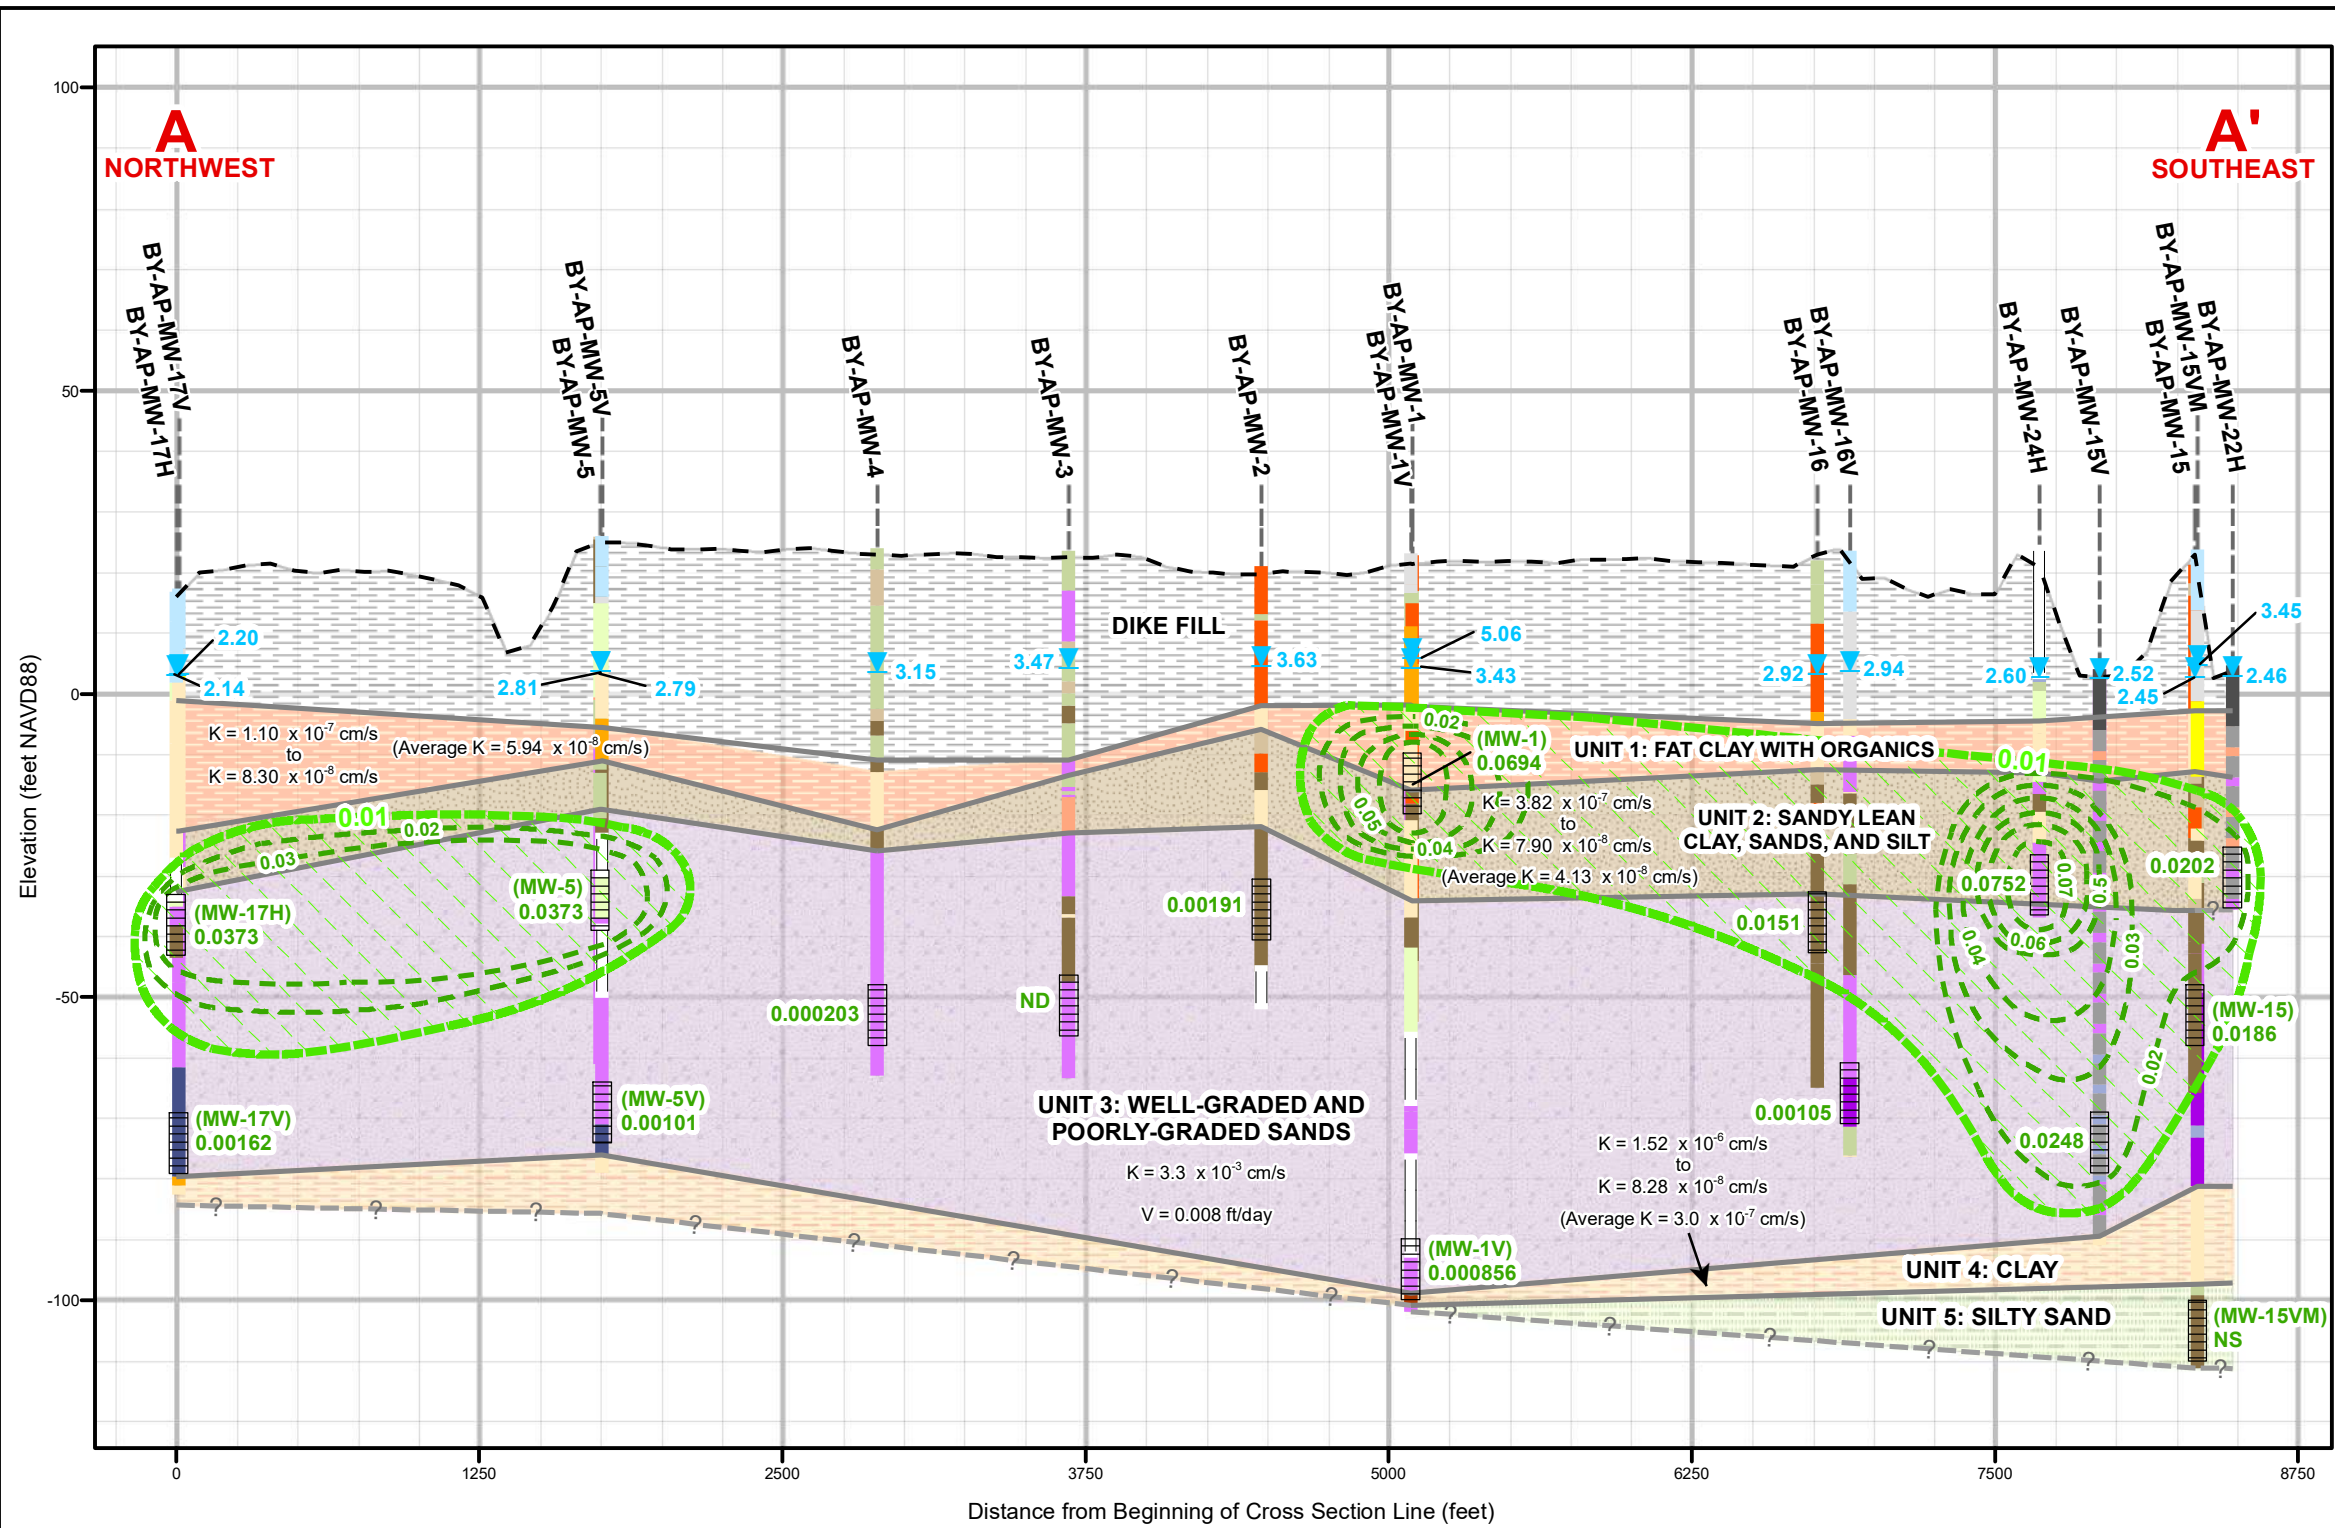 100
50
0
-50
-100
Elevation (feet NAVD88)
A
NORTHWEST
A'
SOUTHEAST
BY-AP-MW-17V
BY-AP-MW-17H
BY-AP-MW-5V
BY-AP-MW-5
BY-AP-MW-4
BY-AP-MW-3
BY-AP-MW-2
BY-AP-MW-1
BY-AP-MW-1V
BY-AP-MW-16V
BY-AP-MW-16
BY-AP-MW-24H
BY-AP-MW-15V
BY-AP-MW-15VM
BY-AP-MW-15
BY-AP-MW-22H
DIKE FILL
2.20
2.14
2.81
2.79
3.15
3.47
3.63
5.06
3.43
2.92
2.94
2.60
2.52
2.45
3.45
2.46
K = 1.10 x 10-7 cm/s
to
K = 8.30 x 10-8 cm/s
(Average K = 5.94 x 10-8 cm/s)
0.01
0.02
0.03
(MW-17H)
0.0373
(MW-5)
0.0373
(MW-17V)
0.00162
(MW-5V)
0.00101
0.000203
ND
0.00191
0.02
(MW-1)
0.0694
0.05
0.04
UNIT 1: FAT CLAY WITH ORGANICS
0.01
K = 3.82 x 10-7 cm/s
to
K = 7.90 x 10-8 cm/s
(Average K = 4.13 x 10-8 cm/s)
UNIT 2: SANDY LEAN
CLAY, SANDS, AND SILT
0.0151
0.0752
0.07
0.5
0.06
0.04
0.03
0.02
0.0202
?
(MW-15)
0.0186
0.00105
0.0248
UNIT 3: WELL-GRADED AND
POORLY-GRADED SANDS
K = 3.3 x 10-3 cm/s
V = 0.008 ft/day
K = 1.52 x 10-6 cm/s
to
K = 8.28 x 10-8 cm/s
(Average K = 3.0 x 10-7 cm/s)
(MW-1V)
0.000856
UNIT 4: CLAY
UNIT 5: SILTY SAND
(MW-15VM)
NS
? ? ? ? ? ? ? ? ? ? ? ? ? ?
0 1250 2500 3750 5000 6250 7500 8750
Distance from Beginning of Cross Section Line (feet)